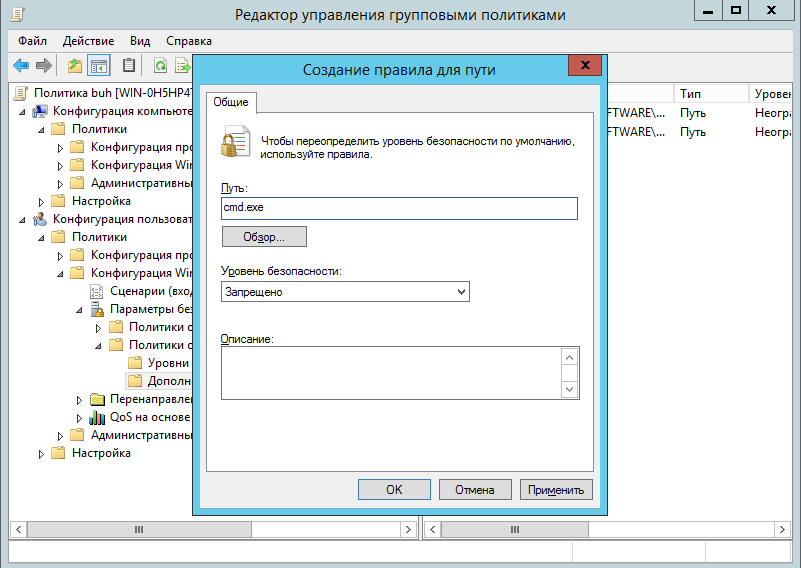 Редактор управления групповыми политиками
Файл Действие Вид Справка
Политика buh [WIN-0H5HP4
Конфигурация компьюте
Политики
Конфигурация про
Конфигурация Win
Административны
Настройка
Конфигурация пользоват
Политики
Конфигурация про
Конфигурация Win
Сценарии (вход
Параметры без
Политики о
Политики о
Уровни
Дополн
Перенаправле
QoS на основе
Административны
Настройка
Создание правила для пути
Общие
Чтобы переопределить уровень безопасности по умолчанию,
используйте правила.
Путь:
cmd.exe
Обзор...
Уровень безопасности:
Запрещено
Описание:
OK Отмена Применить
Тип Уровен
FTWARE\... Путь Неогра
FTWARE\... Путь Неогра